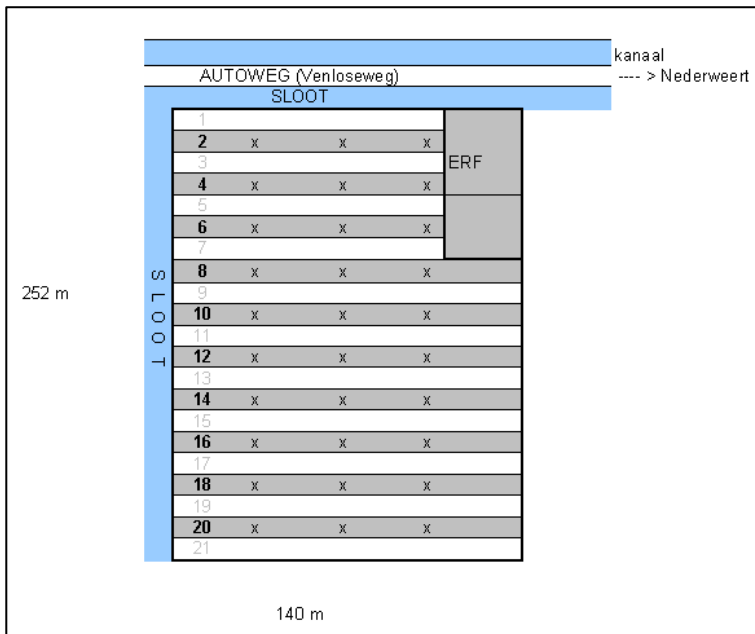 kanaal
AUTOWEG (Venloseweg) ---- > Nederweert
SLOOT
1
2 x x x
3 ERF
4 x x x
5
6 x x x
7
8 x x x
9
10 x x x
11
12 x x x
13
14 x x x
15
16 x x x
17
18 x x x
19
20 x x x
21
SLOOT
252 m
140 m